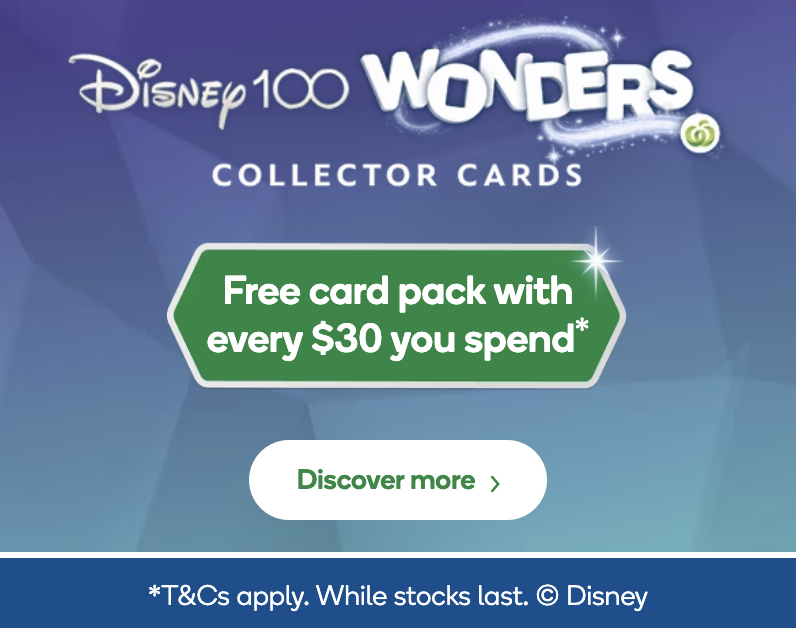 Disney 100 WONDERS
COLLECTOR CARDS
Free card pack with
every $30 you spend*
Discover more ›
*T&Cs apply. While stocks last. © Disney